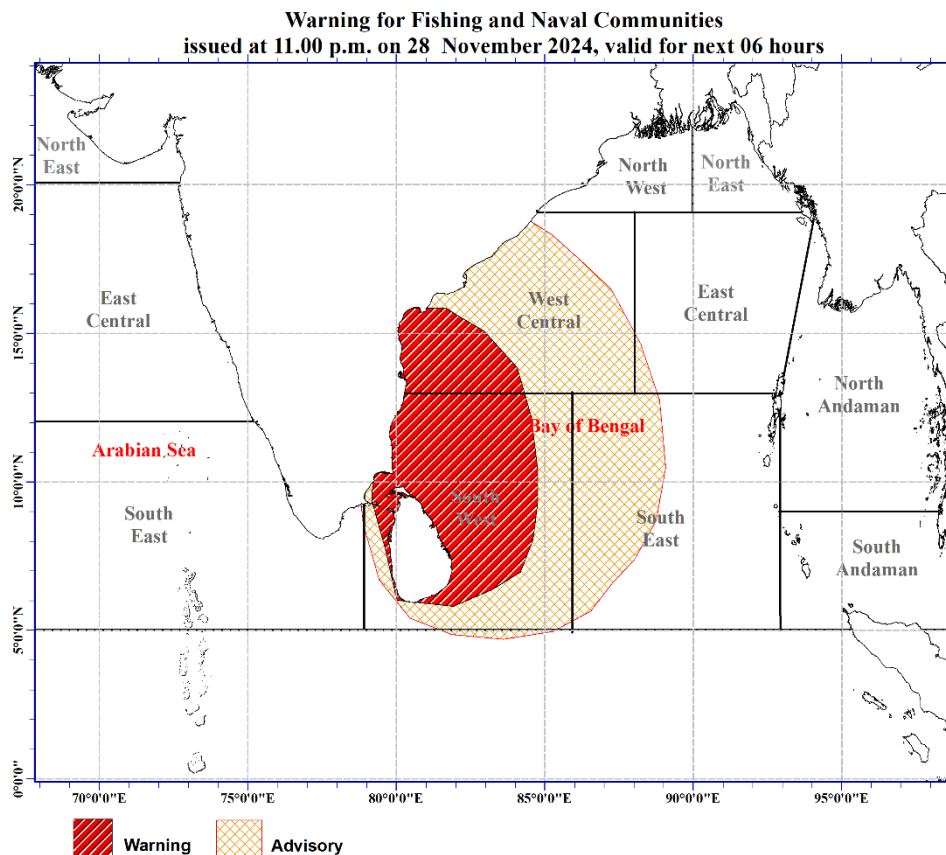 Warning for Fishing and Naval Communities
issued at 11.00 p.m. on 28 November 2024, valid for next 06 hours
North
East
North
West
North
East
East
Central
West
Central
East
Central
North
Andaman
Arabian Sea
Bay of Bengal
South
East
South
West
South
East
South
Andaman
20°0'0"N
15°0'0"N
10°0'0"N
5°0'0"N
0°0'0"
70°0'0"E
75°0'0"E
80°0'0"E
85°0'0"E
90°0'0"E
95°0'0"E
Warning
Advisory